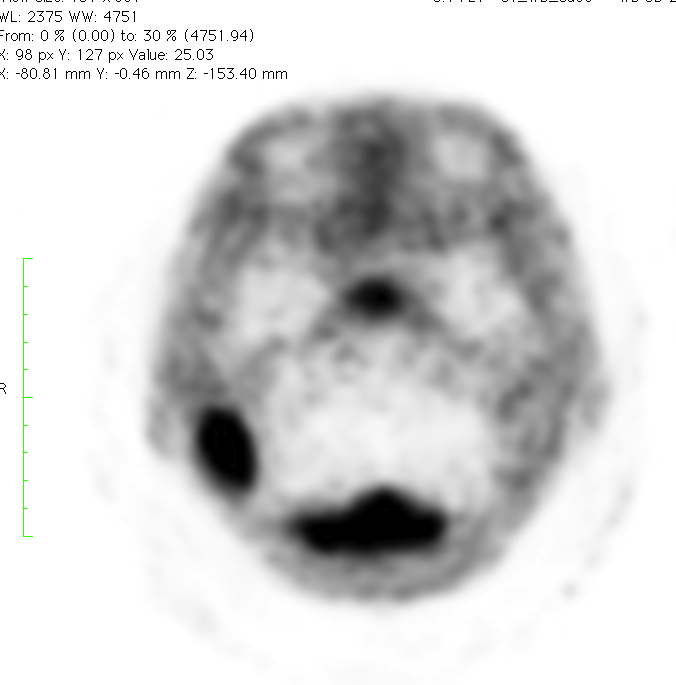 WL: 2375 WW: 4751
From: 0 % (0.00) to: 30 % (4751.94)
X: 98 px Y: 127 px Value: 25.03
X: -80.81 mm Y: -0.46 mm Z: -153.40 mm
R